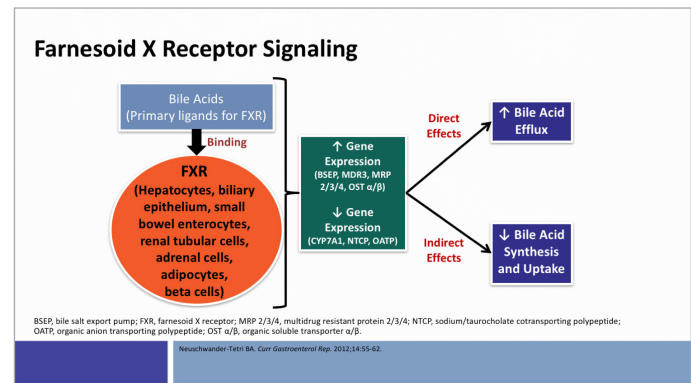 Farnesoid X Receptor Signaling
Bile Acids
(Primary ligands for FXR)
Binding
FXR
(Hepatocytes, biliary
epithelium, small
bowel enterocytes,
renal tubular cells,
adrenal cells,
adipocytes,
beta cells)
↑ Gene
Expression
(BSEP, MDR3, MRP
2/3/4, OST α/β)
↓ Gene
Expression
(CYP7A1, NTCP, OATP)
Direct
Effects
↑ Bile Acid
Efflux
Indirect
Effects
↓ Bile Acid
Synthesis
and Uptake
BSEP, bile salt export pump; FXR, farnesoid X receptor; MRP 2/3/4, multidrug resistant protein 2/3/4; NTCP, sodium/taurocholate cotransporting polypeptide;
OATP, organic anion transporting polypeptide; OST α/β, organic soluble transporter α/β.
Neuschwander-Tetri BA. Curr Gastroenterol Rep. 2012;14:55-62.